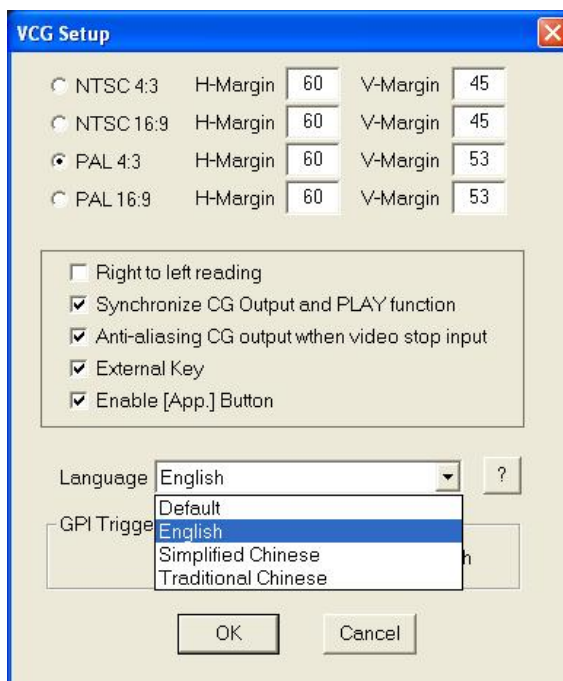 VCG Setup
NTSC 4:3 H-Margin 60 V-Margin 45
NTSC 16:9 H-Margin 60 V-Margin 45
PAL 4:3 H-Margin 60 V-Margin 53
PAL 16:9 H-Margin 60 V-Margin 53
Right to left reading
Synchronize CG Output and PLAY function
Anti-aliasing CG output wthen video stop input
External Key
Enable [App.] Button
Language English ?
Default
GPI Trigge
English
Simplified Chinese
h
Traditional Chinese
OK Cancel